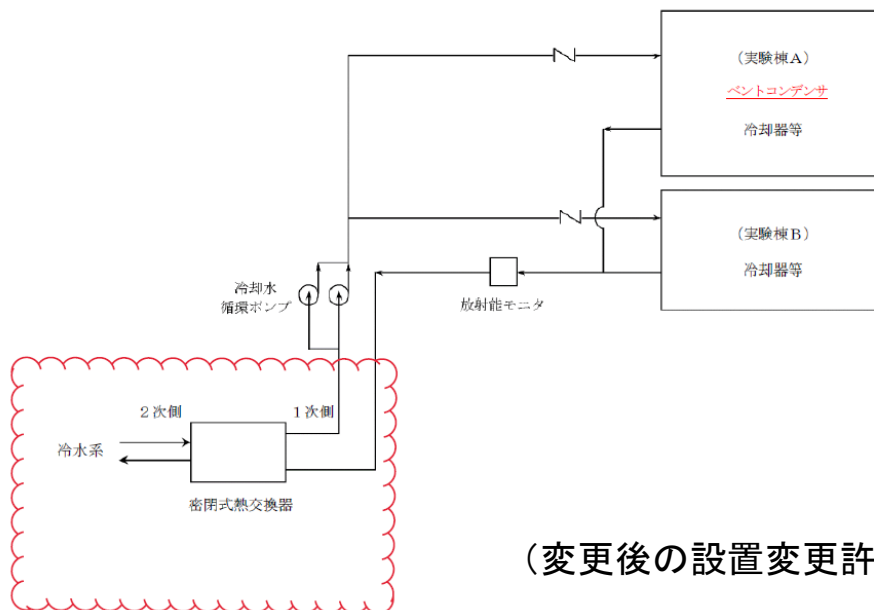 (実験棟A)
ベントコンデンサ
冷却器等
(実験棟B)
冷却器等
冷却水
循環ポンプ
放射能モニタ
2次側
1次側
冷水系
密閉式熱交換器
(変更後の設置変更許